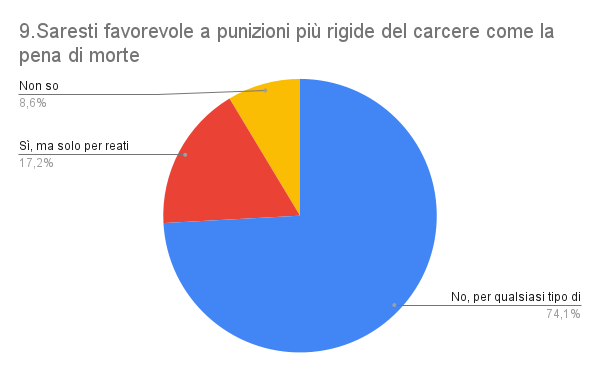 9.Saresti favorevole a punizioni più rigide del carcere come la
pena di morte
Non so
8,6%
Sì, ma solo per reati
17,2%
No, per qualsiasi tipo di
74,1%